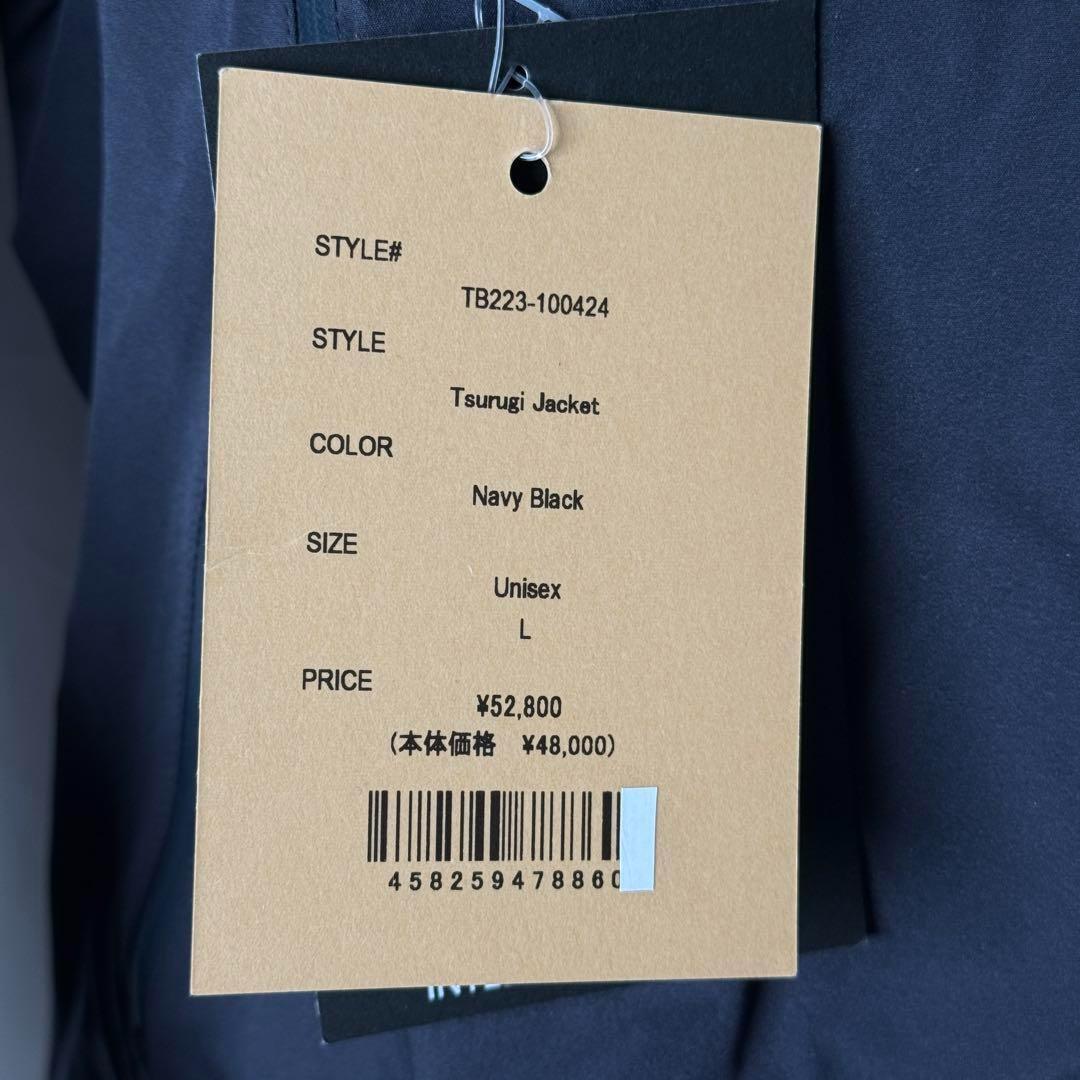 STYLE#
TB223-100424
STYLE
Tsurugi Jacket
COLOR
Navy Black
SIZE
Unisex
L
PRICE
¥52,800
(本体価格 ¥48,000)
458259478860